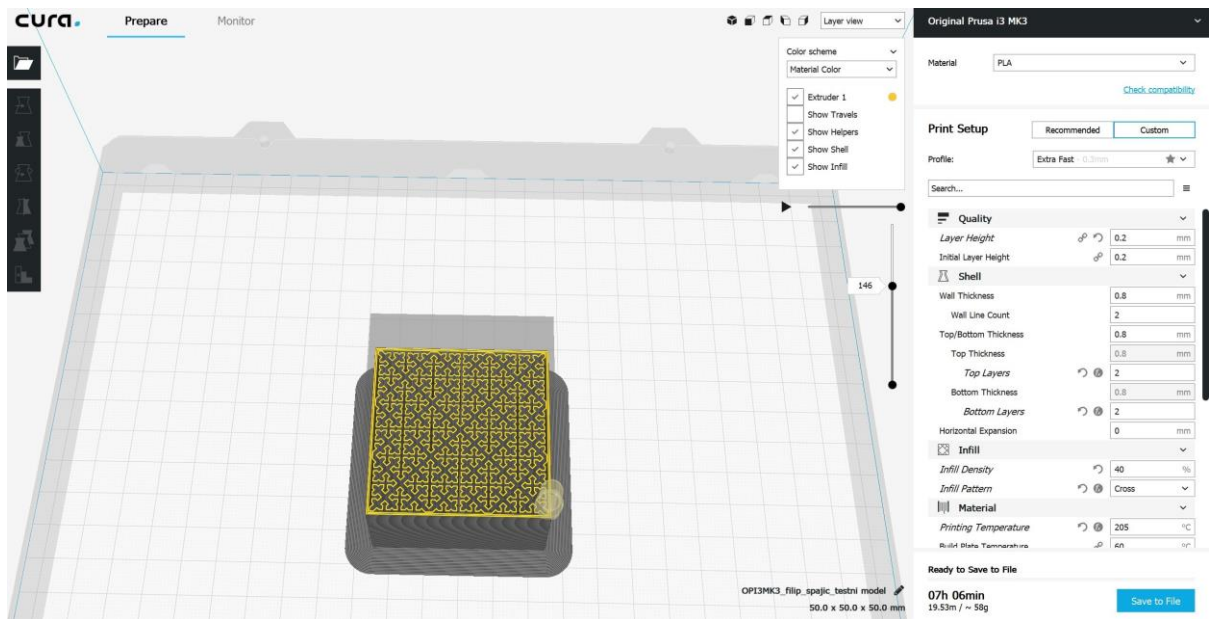 cura.
Prepare
Monitor
Layer view
Color scheme
Material Color
Extruder 1
Show Travels
Show Helpers
Show Shell
Show Infill
146
OPI3MK3_filip_spajic_testni model
50.0 x 50.0 x 50.0 mm
Original Prusa i3 MK3
Material PLA
Check compatibility
Print Setup Recommended Custom
Profile: Extra Fast - 0.3mm
Search...
Quality
Layer Height 0.2 mm
Initial Layer Height 0.2 mm
Shell
Wall Thickness 0.8 mm
Wall Line Count 2
Top/Bottom Thickness 0.8 mm
Top Thickness 0.8 mm
Top Layers 2
Bottom Thickness 0.8 mm
Bottom Layers 2
Horizontal Expansion 0 mm
Infill
Infill Density 40 %
Infill Pattern Cross
Material
Printing Temperature 205 °C
Build Plate Temperature 60 °C
Ready to Save to File
07h 06min
19.53m / ~ 58g
Save to File